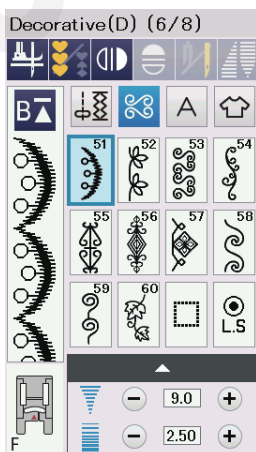 Decorative(D) (6/8)
B
A
51 52 53 54
55 56 57 58
59 60
L.S
− 9.0 +
F
− 2.50 +